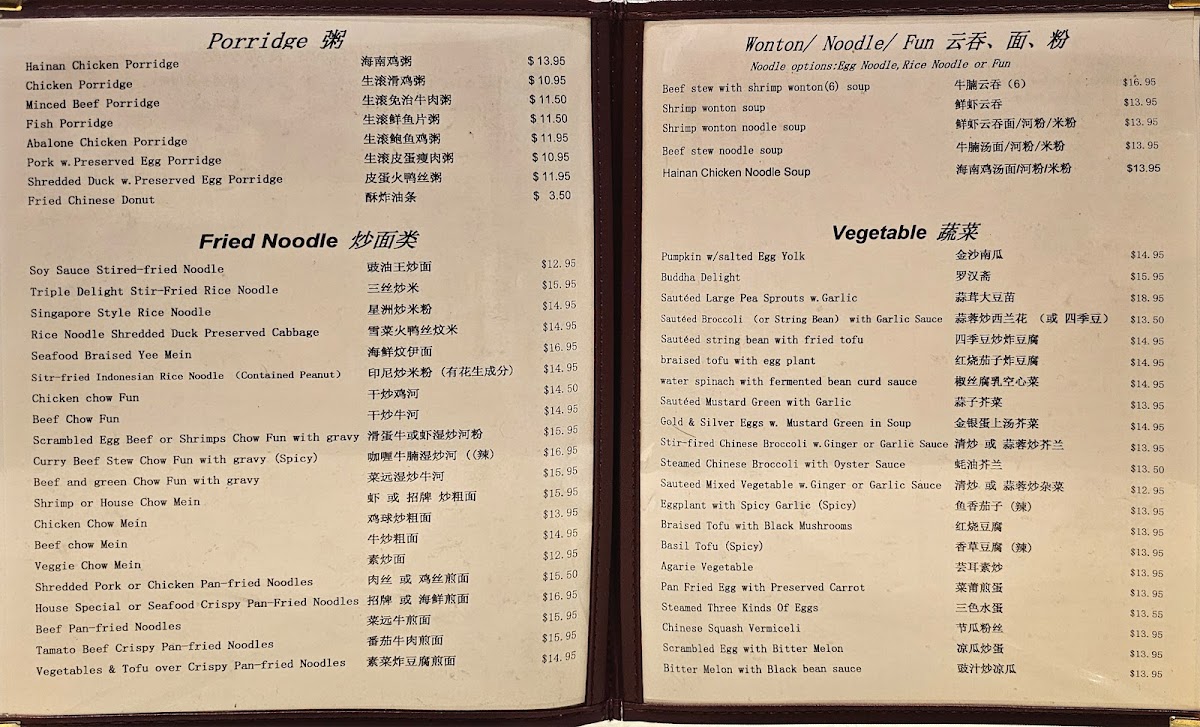 Porridge 粥
Hainan Chicken Porridge 海南鸡粥 $ 13.95
Chicken Porridge 生滚滑鸡粥 $ 10.95
Minced Beef Porridge 生滚免治牛肉粥 $ 11.50
Fish Porridge 生滚鲜鱼片粥 $ 11.50
Abalone Chicken Porridge 生滚鲍鱼鸡粥 $ 11.95
Pork w.Preserved Egg Porridge 生滚皮蛋瘦肉粥 $ 10.95
Shredded Duck w.Preserved Egg Porridge 皮蛋火鸭丝粥 $ 11.95
Fried Chinese Donut 酥炸油条 $ 3.50
Fried Noodle 炒面类
Soy Sauce Stired-fried Noodle 豉油王炒面 $12.95
Triple Delight Stir-Fried Rice Noodle 三丝炒米 $15.95
Singapore Style Rice Noodle 星洲炒米粉 $14.95
Rice Noodle Shredded Duck Preserved Cabbage 雪菜火鸭丝炆米 $14.95
Seafood Braised Yee Mein 海鲜炆伊面 $16.95
Sitr-fried Indonesian Rice Noodle (Contained Peanut) 印尼炒米粉 (有花生成分) $14.95
Chicken chow Fun 干炒鸡河 $14.50
Beef Chow Fun 干炒牛河 $14.95
Scrambled Egg Beef or Shrimps Chow Fun with gravy 滑蛋牛或虾湿炒河粉 $15.95
Curry Beef Stew Chow Fun with gravy (Spicy) 咖喱牛腩湿炒河 ((辣) $16.95
Beef and green Chow Fun with gravy 菜远湿炒牛河 $15.95
Shrimp or House Chow Mein 虾 或 招牌 炒粗面 $15.95
Chicken Chow Mein 鸡球炒粗面 $13.95
Beef chow Mein 牛炒粗面 $14.95
Veggie Chow Mein 素炒面 $12.95
Shredded Pork or Chicken Pan-fried Noodles 肉丝 或 鸡丝煎面 $15.50
House Special or Seafood Crispy Pan-Fried Noodles 招牌 或 海鲜煎面 $16.95
Beef Pan-fried Noodles 菜远牛煎面 $15.95
Tamato Beef Crispy Pan-fried Noodles 番茄牛肉煎面 $15.95
Vegetables & Tofu over Crispy Pan-fried Noodles 素菜炸豆腐煎面 $14.95
Wonton/ Noodle/ Fun 云吞、面、粉
Noodle options:Egg Noodle,Rice Noodle or Fun
Beef stew with shrimp wonton(6) soup 牛腩云吞 (6) $16.95
Shrimp wonton soup 鲜虾云吞 $13.95
Shrimp wonton noodle soup 鲜虾云吞面/河粉/米粉 $13.95
Beef stew noodle soup 牛腩汤面/河粉/米粉 $13.95
Hainan Chicken Noodle Soup 海南鸡汤面/河粉/米粉 $13.95
Vegetable 蔬菜
Pumpkin w/salted Egg Yolk 金沙南瓜 $14.95
Buddha Delight 罗汉斋 $15.95
Sautéed Large Pea Sprouts w.Garlic 蒜茸大豆苗 $18.95
Sautéed Broccoli (or String Bean) with Garlic Sauce 蒜蓉炒西兰花 (或 四季豆) $13.50
Sautéed string bean with fried tofu 四季豆炒炸豆腐 $14.95
braised tofu with egg plant 红烧茄子炸豆腐 $14.95
water spinach with fermented bean curd sauce 椒丝腐乳空心菜 $14.95
Sautéed Mustard Green with Garlic 蒜子芥菜 $13.95
Gold & Silver Eggs w. Mustard Green in Soup 金银蛋上汤芥菜 $14.95
Stir-fired Chinese Broccoli w.Ginger or Garlic Sauce 清炒 或 蒜蓉炒芥兰 $13.95
Steamed Chinese Broccoli with Oyster Sauce 蚝油芥兰 $13.50
Sauteed Mixed Vegetable w.Ginger or Garlic Sauce 清炒 或 蒜蓉炒杂菜 $12.95
Eggplant with Spicy Garlic (Spicy) 鱼香茄子 (辣) $13.95
Braised Tofu with Black Mushrooms 红烧豆腐 $13.95
Basil Tofu (Spicy) 香草豆腐 (辣) $13.95
Agarie Vegetable 芸耳素炒 $13.95
Pan Fried Egg with Preserved Carrot 菜莆煎蛋 $13.95
Steamed Three Kinds Of Eggs 三色水蛋 $13.55
Chinese Squash Vermiceli 节瓜粉丝 $13.95
Scrambled Egg with Bitter Melon 凉瓜炒蛋 $13.95
Bitter Melon with Black bean sauce 豉汁炒凉瓜 $13.95